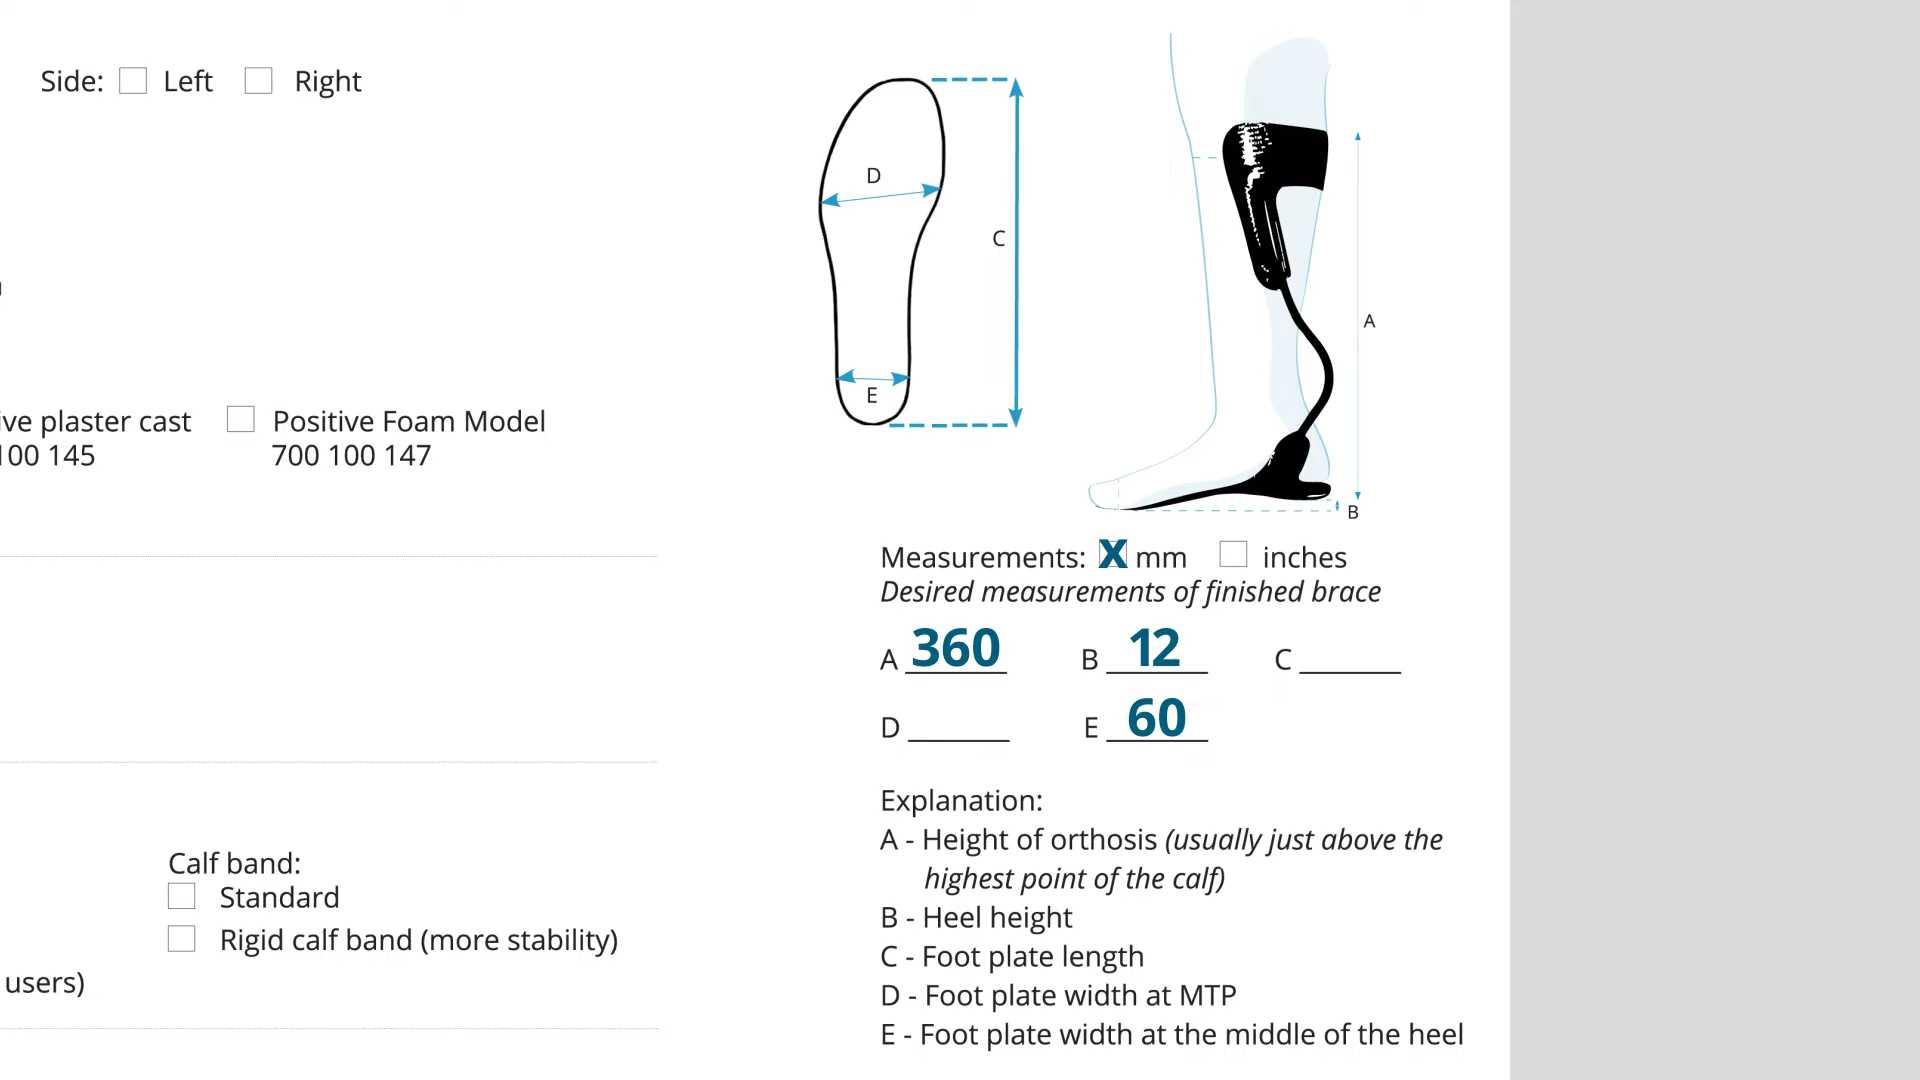 Side: Left Right
D
C
E
A
B
ive plaster cast
100 145
Positive Foam Model
700 100 147
Measurements: X mm inches
Desired measurements of finished brace
A 360 B 12 C
D E 60
Explanation:
A - Height of orthosis (usually just above the
highest point of the calf)
B - Heel height
C - Foot plate length
D - Foot plate width at MTP
E - Foot plate width at the middle of the heel
Calf band:
Standard
Rigid calf band (more stability)
users)